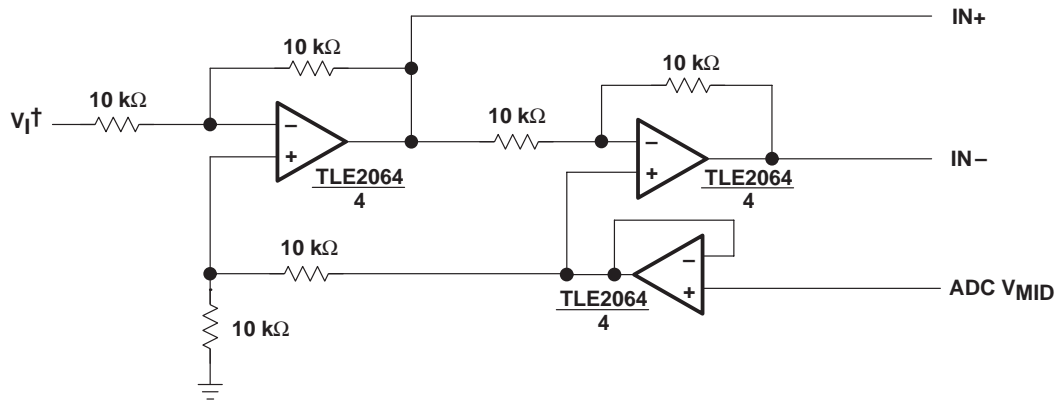 IN+
10 kΩ
10 kΩ
10 kΩ
10 kΩ
VI†
−
+
−
+
IN−
TLE2064
4
TLE2064
4
10 kΩ
−
+
ADC VMID
TLE2064
4
10 kΩ